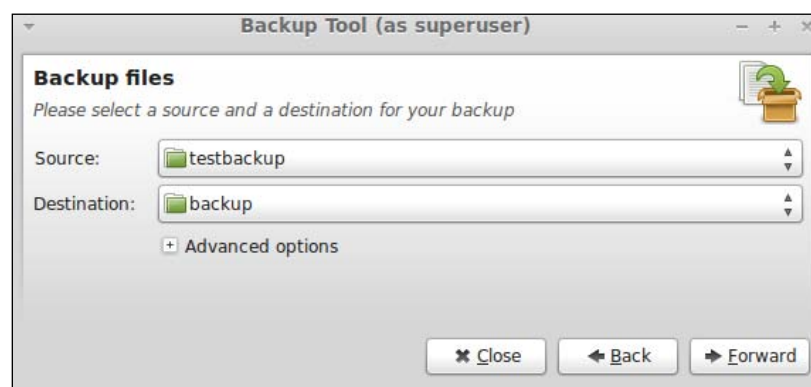 Backup Tool (as superuser)
Backup files
Please select a source and a destination for your backup
Source: testbackup
Destination: backup
Advanced options
Close Back Forward